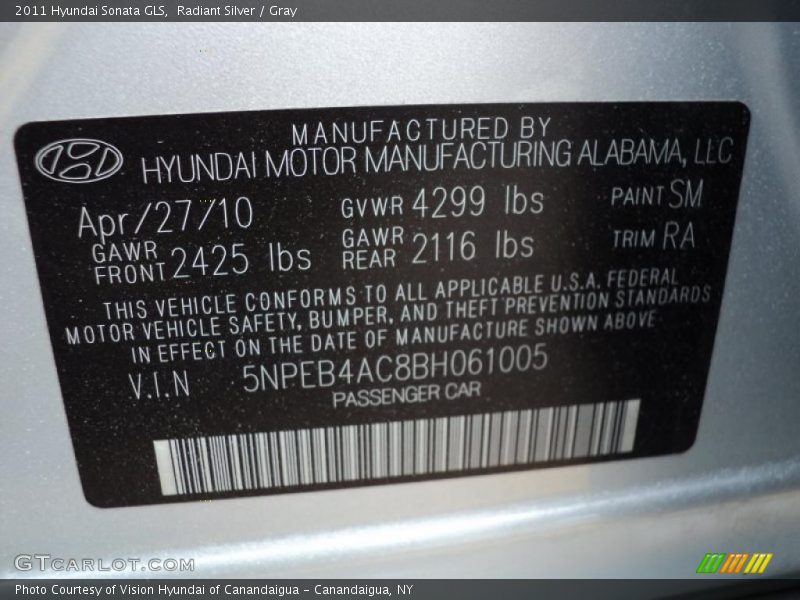 2011 Hyundai Sonata GLS, Radiant Silver / Gray
MANUFACTURED BY
HYUNDAI MOTOR MANUFACTURING ALABAMA, LLC
Apr/27/10 GVWR 4299 lbs PAINT SM
GAWR FRONT 2425 lbs GAWR REAR 2116 lbs TRIM RA
THIS VEHICLE CONFORMS TO ALL APPLICABLE U.S.A. FEDERAL
MOTOR VEHICLE SAFETY, BUMPER, AND THEFT PREVENTION STANDARDS
IN EFFECT ON THE DATE OF MANUFACTURE SHOWN ABOVE
V.I.N 5NPEB4AC8BH061005
PASSENGER CAR
GTCARLOT.COM
Photo Courtesy of Vision Hyundai of Canandaigua - Canandaigua, NY